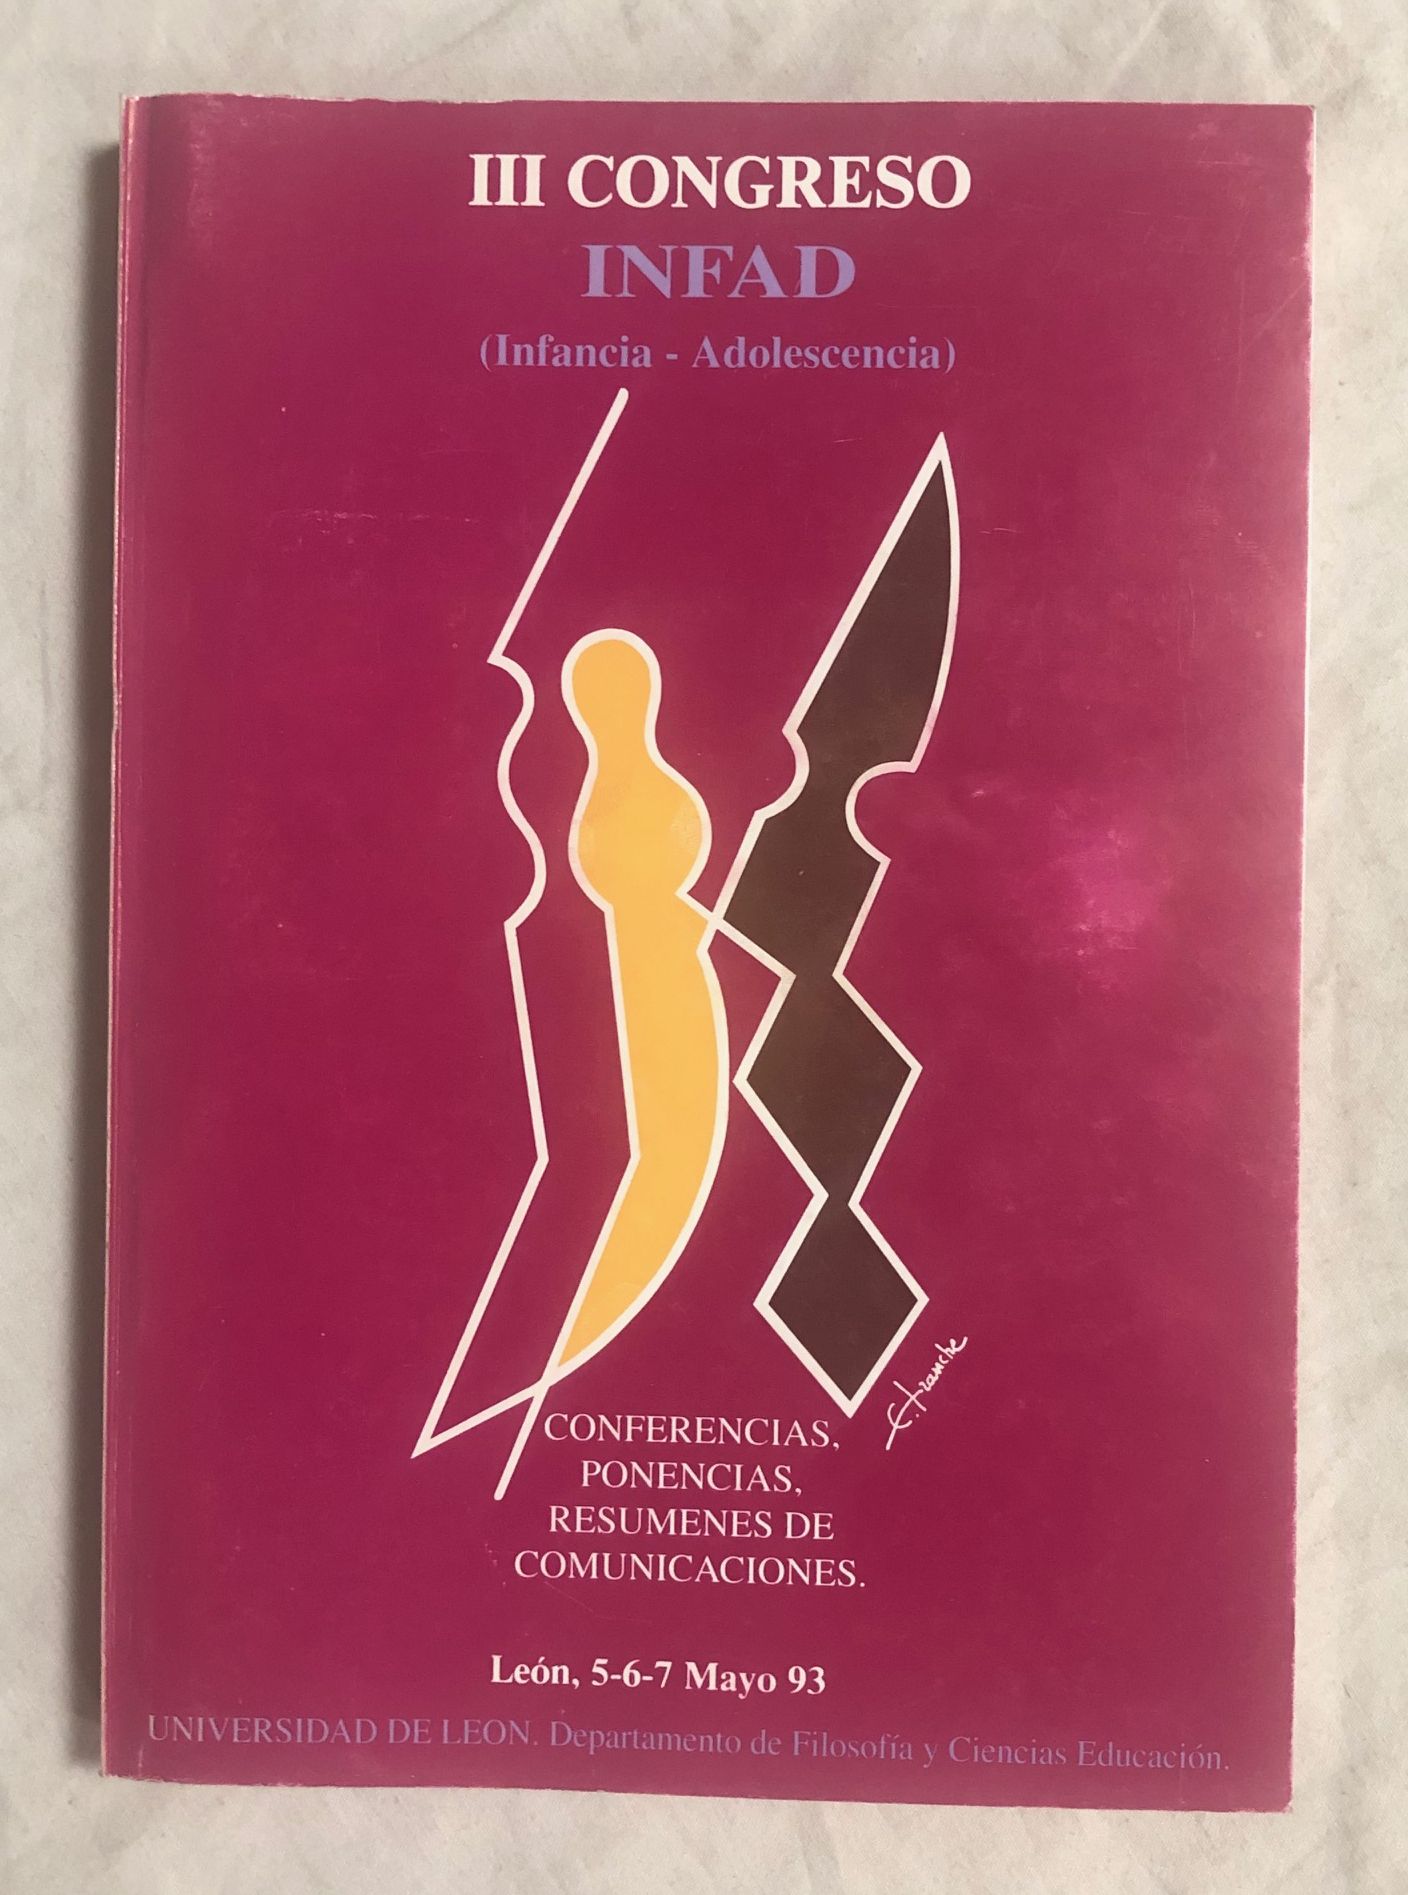 III CONGRESO
INFAD
(Infancia - Adolescencia)
E. Tranche
CONFERENCIAS,
PONENCIAS,
RESUMENES DE
COMUNICACIONES.
León, 5-6-7 Mayo 93
UNIVERSIDAD DE LEON. Departamento de Filosofía y Ciencias Educación.